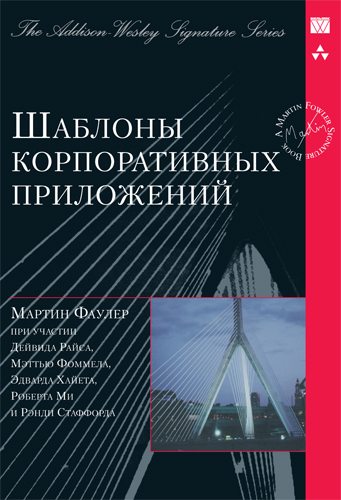 The Addison-Wesley Signature Series
W
Шаблоны
корпоративных
приложений
A Martin Fowler Signature Book
Martin
Мартин Фаулер
при участии
Дейвида Райса,
Мэттью Фоммела,
Эдварда Хайета,
Роберта Ми
и Рэнди Стаффорда